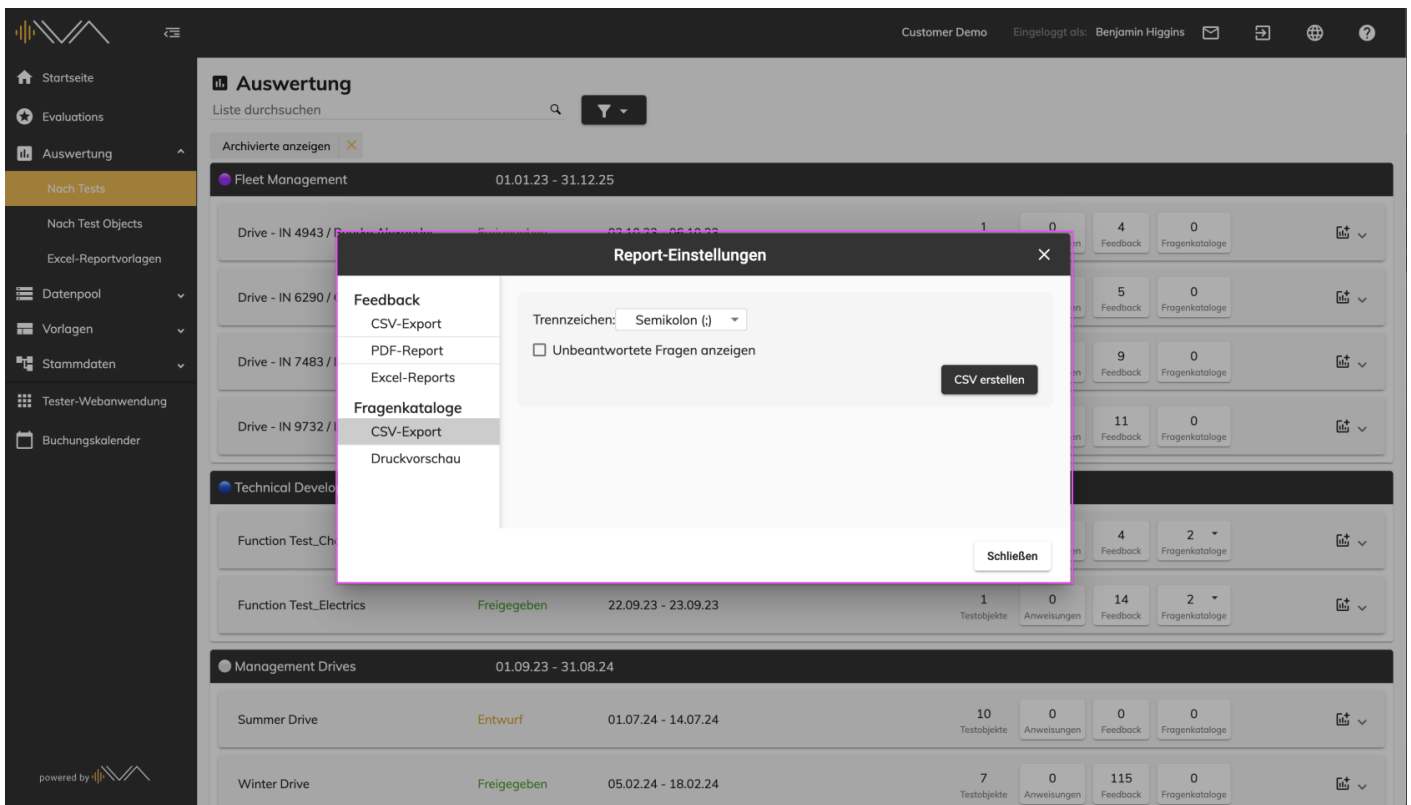 Customer Demo Eingeloggt als: Benjamin Higgins
Startseite
Evaluations
Auswertung
Nach Tests
Nach Test Objects
Excel-Reportvorlagen
Datenpool
Vorlagen
Stammdaten
Tester-Webanwendung
Buchungskalender
powered by
Auswertung
Liste durchsuchen
Archivierte anzeigen
Fleet Management 01.01.23 - 31.12.25
Drive - IN 4943 / 1 0 4
Feedback
0
Fragenkataloge
Drive - IN 6290 / 5
Feedback
0
Fragenkataloge
Drive - IN 7483 / 9
Feedback
0
Fragenkataloge
Drive - IN 9732 / 11
Feedback
0
Fragenkataloge
Report-Einstellungen
Feedback
CSV-Export
PDF-Report
Excel-Reports
Fragenkataloge
CSV-Export
Druckvorschau
Trennzeichen: Semikolon (;)
Unbeantwortete Fragen anzeigen
CSV erstellen
Schließen
Technical Develo
Function Test_Ch 4
Feedback
2
Fragenkataloge
Function Test_Electrics Freigegeben 22.09.23 - 23.09.23 1 0 14 2
Testobjekte Anweisungen Feedback Fragenkataloge
Management Drives 01.09.23 - 31.08.24
Summer Drive Entwurf 01.07.24 - 14.07.24 10 0 0 0
Testobjekte Anweisungen Feedback Fragenkataloge
Winter Drive Freigegeben 05.02.24 - 18.02.24 7 0 115 0
Testobjekte Anweisungen Feedback Fragenkataloge